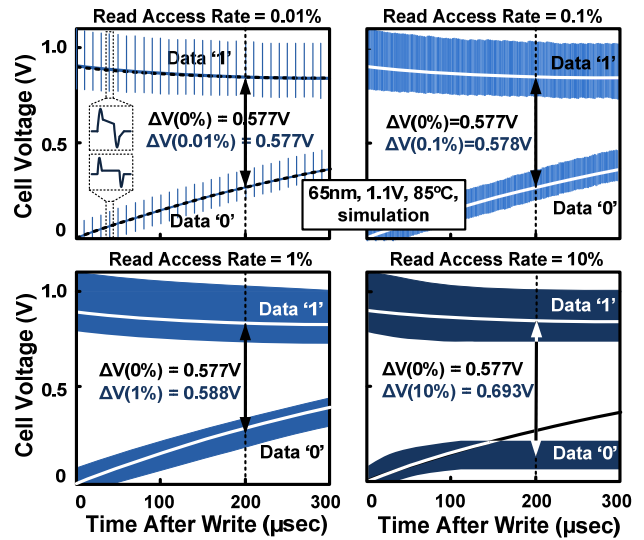 Read Access Rate = 0.01%
Read Access Rate = 0.1%
Cell Voltage (V)
1.0
0.5
0
Data ‘1’
ΔV(0%) = 0.577V
ΔV(0.01%) = 0.577V
Data ‘0’
Data ‘1’
ΔV(0%)=0.577V
ΔV(0.1%)=0.578V
Data ‘0’
65nm, 1.1V, 85ºC,
simulation
Read Access Rate = 1%
Read Access Rate = 10%
Cell Voltage (V)
1.0
0.5
0
Data ‘1’
ΔV(0%) = 0.577V
ΔV(1%) = 0.588V
Data ‘0’
Data ‘1’
ΔV(0%) = 0.577V
ΔV(10%) = 0.693V
Data ‘0’
0 100 200 300
0 100 200 300
Time After Write (μsec)
Time After Write (μsec)